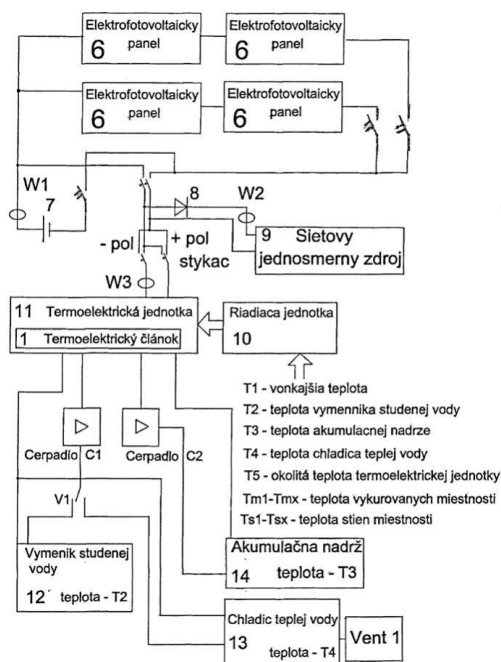 Elektrofotovoltaicky
panel
6
Elektrofotovoltaicky
panel
6
Elektrofotovoltaicky
panel
6
Elektrofotovoltaicky
panel
6
W1
7
8
W2
- pol
+ pol
stykac
W3
9 Sietovy
jednosmerny zdroj
11 Termoelektrická jednotka
1 Termoelektrický článok
Riadiaca jednotka
10
T1 - vonkajšia teplota
T2 - teplota vymennika studenej vody
T3 - teplota akumulacnej nadrze
T4 - teplota chladica teplej vody
T5 - okolitá teplota termoelektrickej jednotky
Tm1-Tmx - teplota vykurovanych miestnosti
Ts1-Tsx - teplota stien miestnosti
Cerpadlo C1
Cerpadlo C2
V1
Vymenik studenej
vody
12 teplota - T2
Akumulačna nadrž
14 teplota - T3
Chladic teplej vody
13
teplota - T4
Vent 1